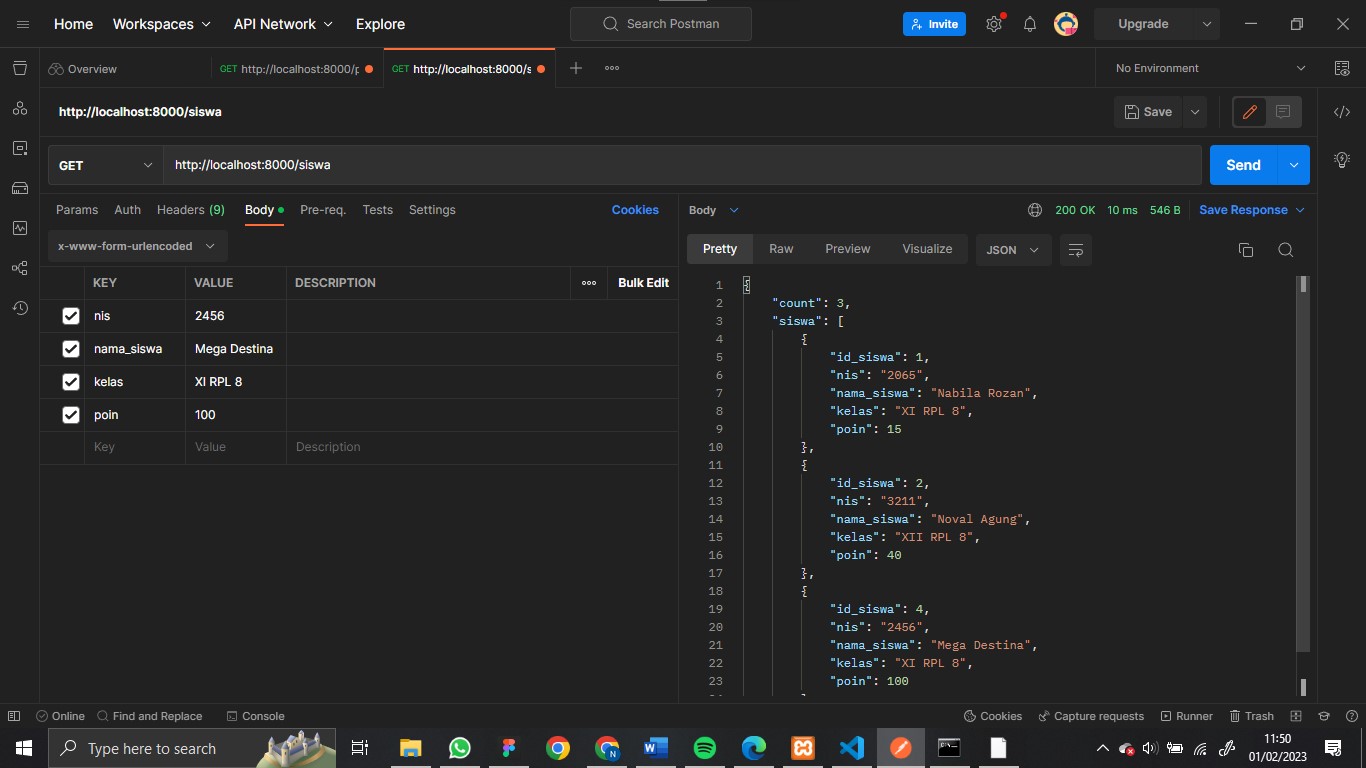 Home Workspaces API Network Explore Search Postman Invite Upgrade
Overview GET http://localhost:8000/p GET http://localhost:8000/s No Environment
http://localhost:8000/siswa Save
GET http://localhost:8000/siswa Send
Params Auth Headers (9) Body Pre-req. Tests Settings Cookies
x-www-form-urlencoded
KEY VALUE DESCRIPTION Bulk Edit
nis 2456
nama_siswa Mega Destina
kelas XI RPL 8
poin 100
Key Value Description
Body 200 OK 10 ms 546 B Save Response
Pretty Raw Preview Visualize JSON
1 {
2 "count": 3,
3 "siswa": [
4 {
5 "id_siswa": 1,
6 "nis": "2065",
7 "nama_siswa": "Nabila Rozan",
8 "kelas": "XI RPL 8",
9 "poin": 15
10 },
11 {
12 "id_siswa": 2,
13 "nis": "3211",
14 "nama_siswa": "Noval Agung",
15 "kelas": "XII RPL 8",
16 "poin": 40
17 },
18 {
19 "id_siswa": 4,
20 "nis": "2456",
21 "nama_siswa": "Mega Destina",
22 "kelas": "XI RPL 8",
23 "poin": 100
Online Find and Replace Console Cookies Capture requests Runner Trash
Type here to search
11:50
01/02/2023